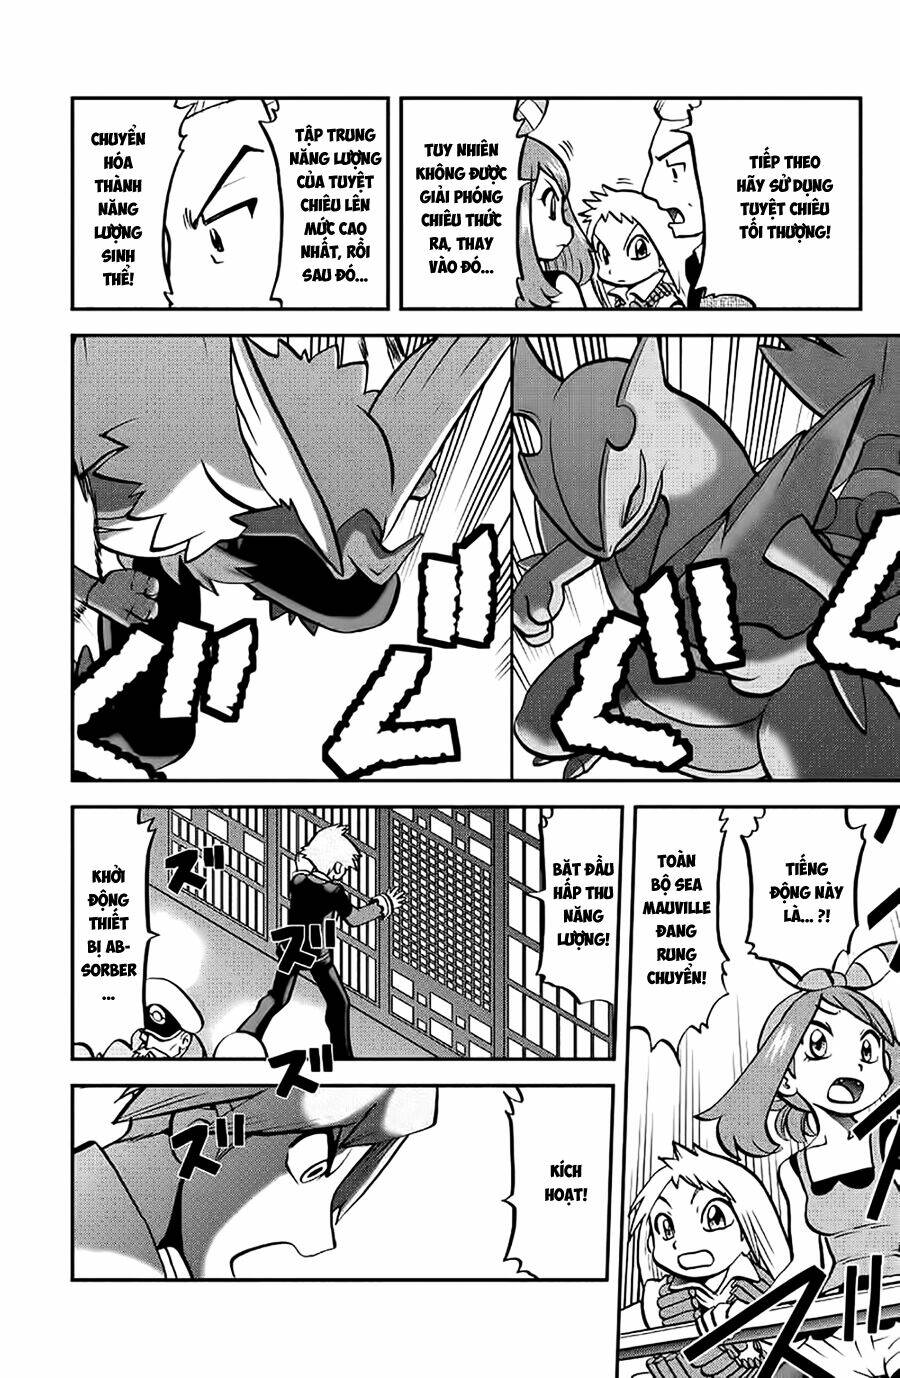 TIẾP THEO
HÃY SỬ DỤNG
TUYỆT CHIÊU
TỐI THƯỢNG!
TUY NHIÊN
KHÔNG ĐƯỢC
GIẢI PHÓNG
CHIÊU THỨC
RA, THAY
VÀO ĐÓ...
TẬP TRUNG
NĂNG LƯỢNG
CỦA TUYỆT
CHIÊU LÊN
MỨC CAO
NHẤT, RỒI
SAU ĐÓ...
CHUYỂN
HÓA
THÀNH
NĂNG
LƯỢNG
SINH
THỂ!
TIẾNG
ĐỘNG NÀY
LÀ... ?!
TOÀN
BỘ SEA
MAUVILLE
ĐANG
RUNG
CHUYỂN!
BẮT ĐẦU
HẤP THU
NĂNG
LƯỢNG!
ズズ
ズズ
KHỞI
ĐỘNG
THIẾT
BỊ AB-
SORBER
...
KÍCH
HOẠT!